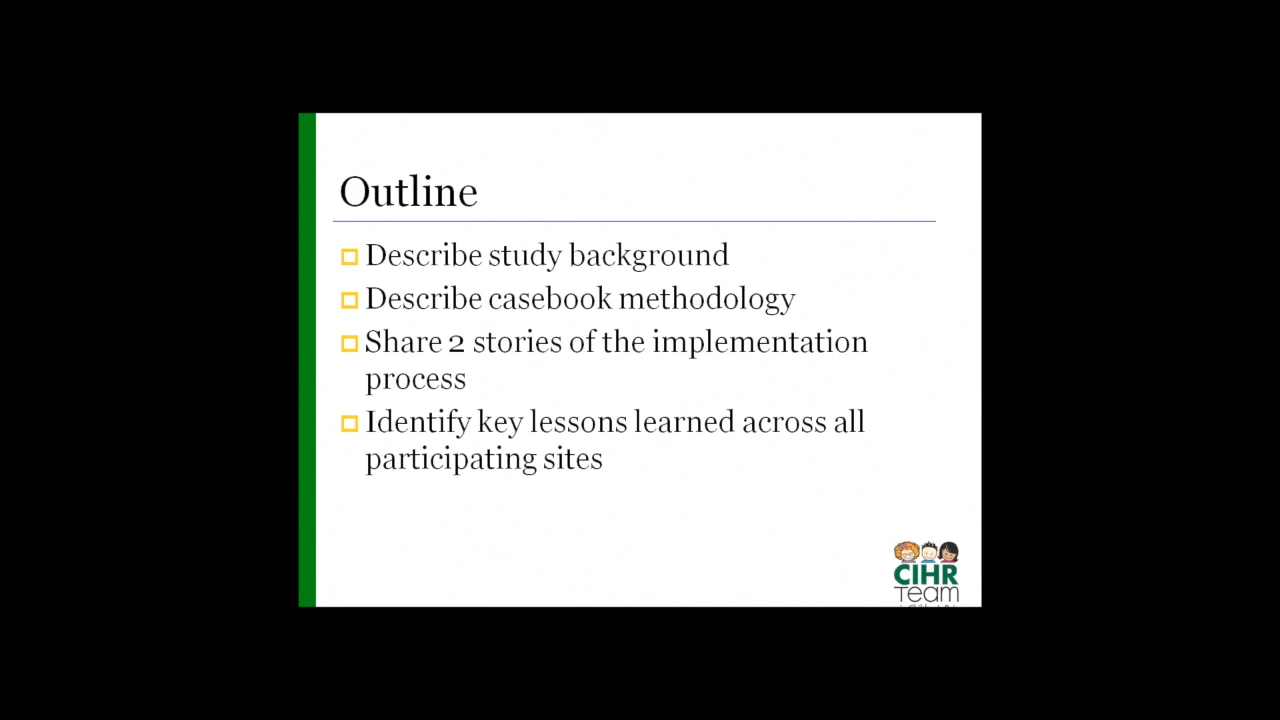 Outline
Describe study background
Describe casebook methodology
Share 2 stories of the implementation
process
Identify key lessons learned across all
participating sites
CIHR
Team